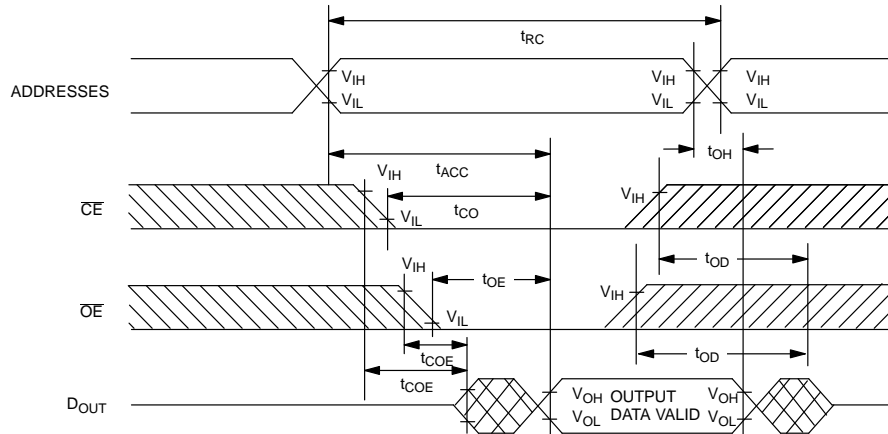 tRC
ADDRESSES
VIH
VIL
VIH
VIL
VIH
VIL
tOH
tACC
CE
VIH
VIL
tCO
VIH
tOD
OE
VIH
VIL
tOE
VIH
tOD
tCOE
tCOE
DOUT
VOH
VOL
OUTPUT
DATA VALID
VOH
VOL